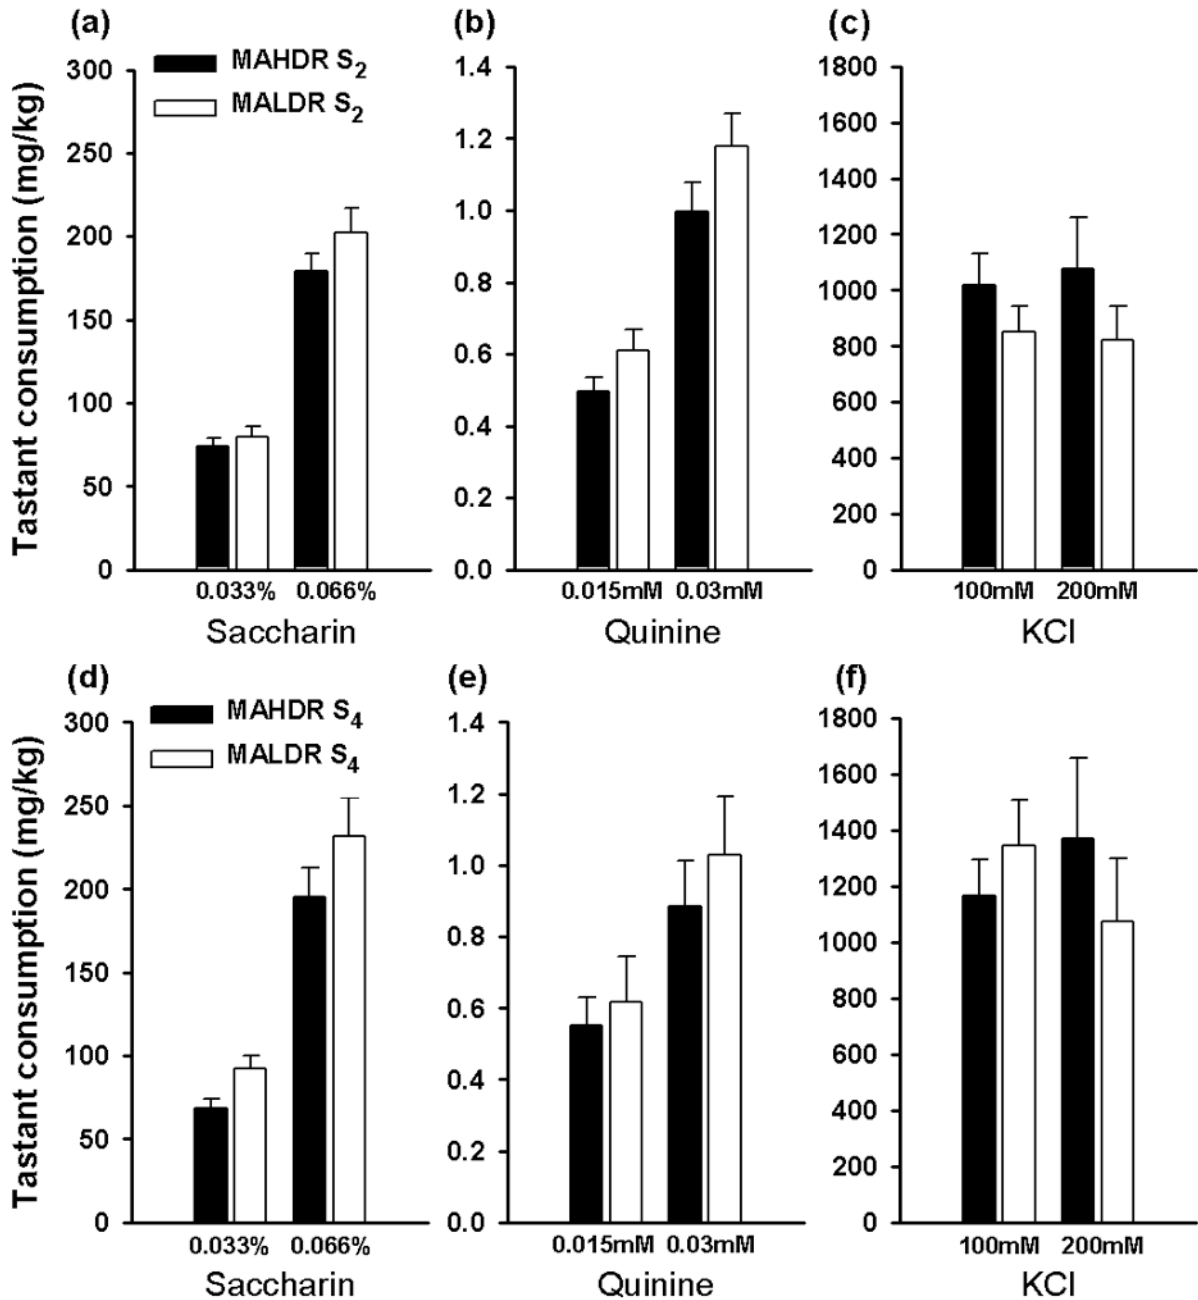 (a) (b) (c)
Tastant consumption (mg/kg)
MAHDR S2
MALDR S2
300
250
200
150
100
50
0
0.033% 0.066%
Saccharin
1.4
1.2
1.0
0.8
0.6
0.4
0.2
0.0
0.015mM 0.03mM
Quinine
1800
1600
1400
1200
1000
800
600
400
200
0
100mM 200mM
KCl
(d) (e) (f)
Tastant consumption (mg/kg)
MAHDR S4
MALDR S4
300
250
200
150
100
50
0
0.033% 0.066%
Saccharin
1.4
1.2
1.0
0.8
0.6
0.4
0.2
0.0
0.015mM 0.03mM
Quinine
1800
1600
1400
1200
1000
800
600
400
200
0
100mM 200mM
KCl